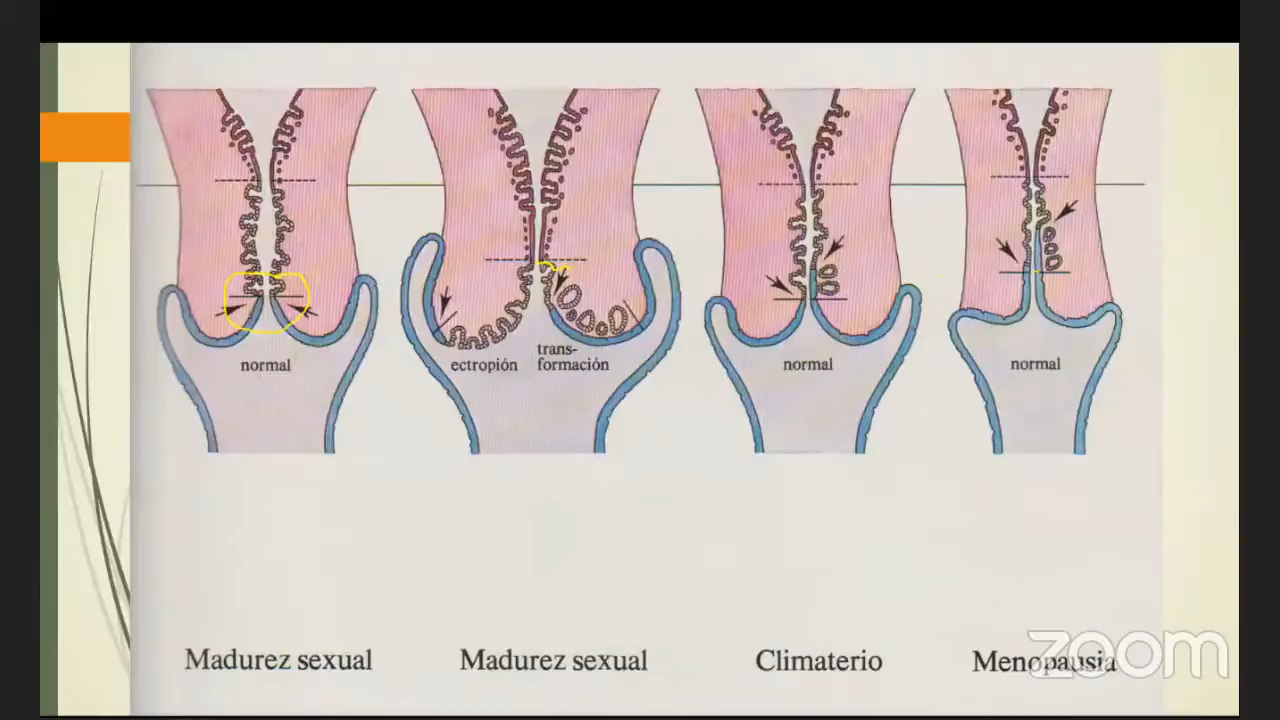 normal
ectropión
trans-
formación
normal
normal
Madurez sexual
Madurez sexual
Climaterio
Menopausia
zoom